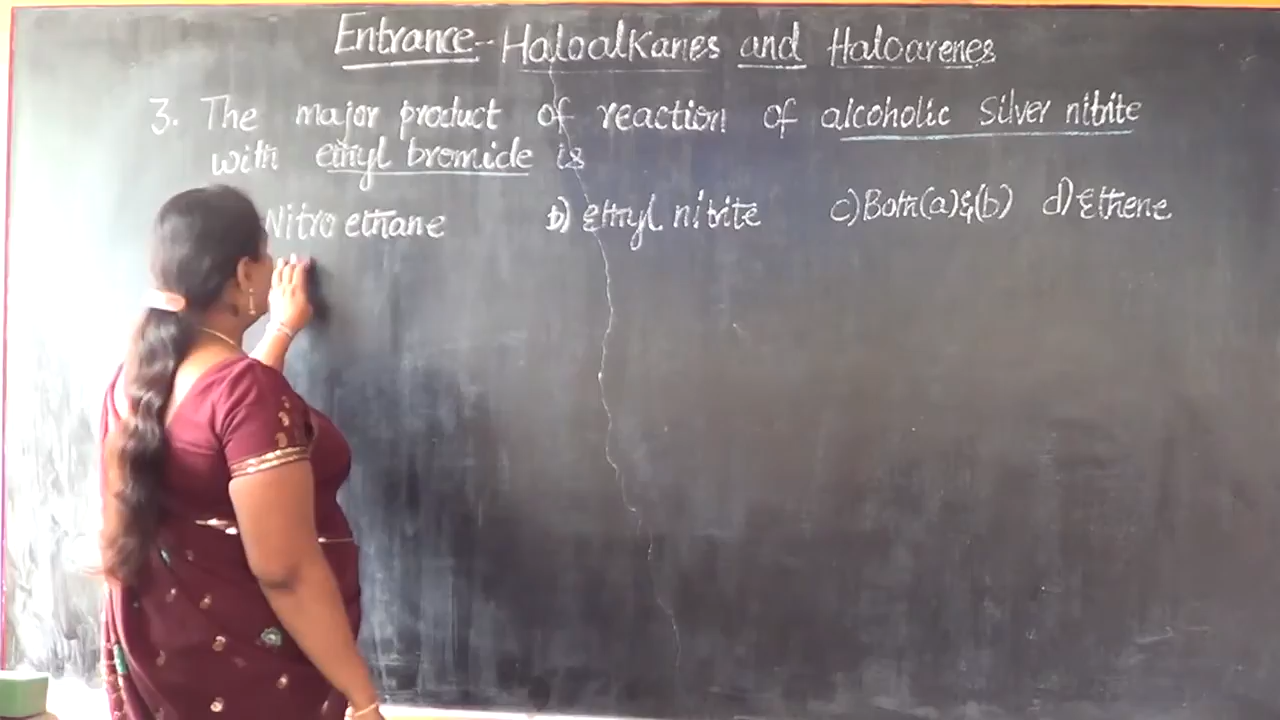 Entrance - Haloalkanes and Haloarenes
3. The major product of reaction of alcoholic Silver nitrite
with ethyl bromide is
Nitro ethane b) ethyl nitrite c) Both (a) & (b) d) Ethene